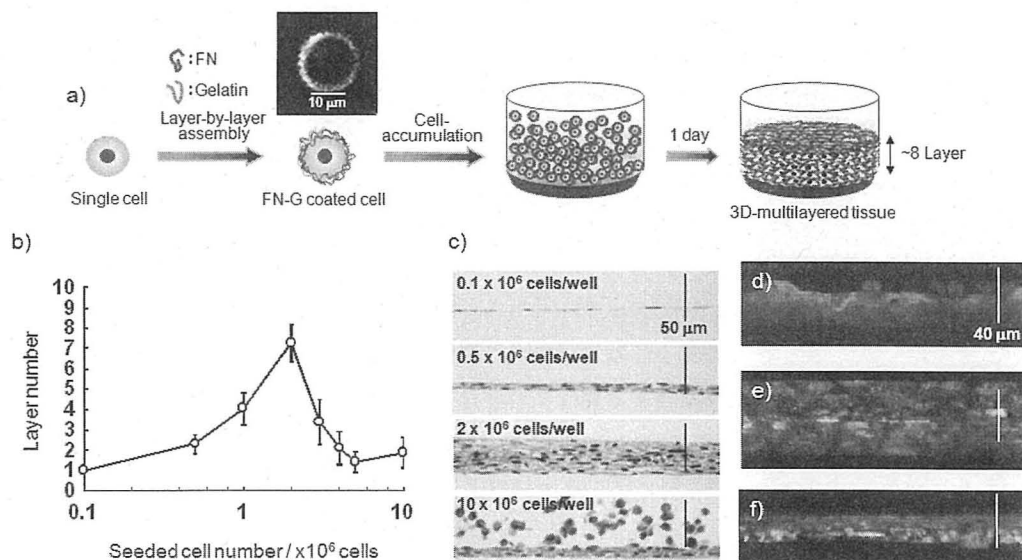 a)
:FN
:Gelatin
10 μm
Layer-by-layer
assembly
Cell-
accumulation
1 day
~8 Layer
Single cell
FN-G coated cell
3D-multilayered tissue
b)
10
9
8
7
6
5
4
3
2
1
0
Layer number
0.1
1
10
Seeded cell number / x10⁶ cells
c)
0.1 x 10⁶ cells/well
50 μm
0.5 x 10⁶ cells/well
2 x 10⁶ cells/well
10 x 10⁶ cells/well
d)
40 μm
e)
f)